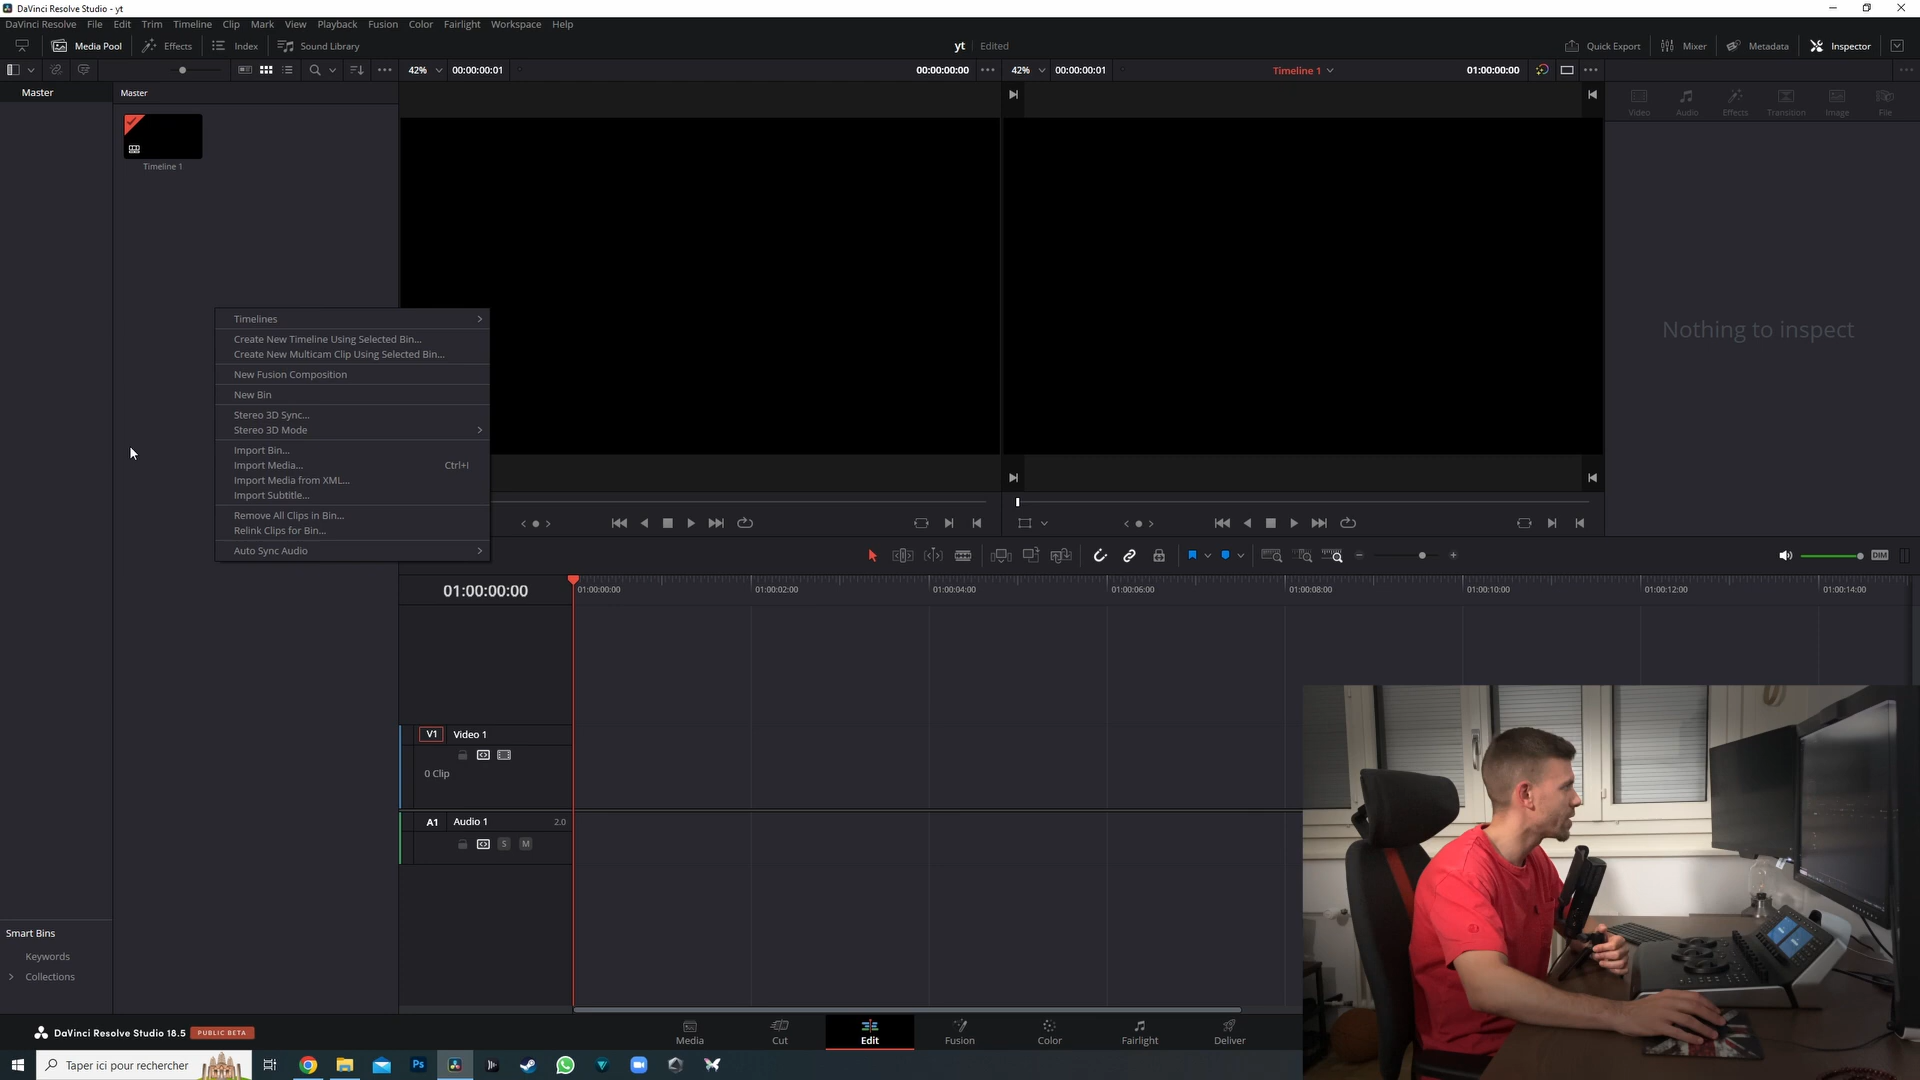 DaVinci Resolve Studio - yt
DaVinci Resolve File Edit Trim Timeline Clip Mark View Playback Fusion Color Fairlight Workspace Help
Media Pool Effects Index Sound Library yt Edited Quick Export Mixer Metadata Inspector
42% 00:00:00:01 00:00:00:00 42% 00:00:00:01 Timeline 1 01:00:00:00
Master Master
Video Audio Effects Transition Image File
Timeline 1
Nothing to inspect
Timelines
Create New Timeline Using Selected Bin...
Create New Multicam Clip Using Selected Bin...
New Fusion Composition
New Bin
Stereo 3D Sync...
Stereo 3D Mode
Import Bin...
Import Media... Ctrl+I
Import Media from XML...
Import Subtitle...
Remove All Clips in Bin...
Relink Clips for Bin...
Auto Sync Audio
DIM
01:00:00:00 01:00:00:00 01:00:02:00 01:00:04:00 01:00:06:00 01:00:08:00 01:00:10:00 01:00:12:00 01:00:14:00
V1 Video 1
0 Clip
A1 Audio 1 2.0
S M
Smart Bins
Keywords
Collections
DaVinci Resolve Studio 18.5 PUBLIC BETA
Media Cut Edit Fusion Color Fairlight Deliver
Taper ici pour rechercher
Ps